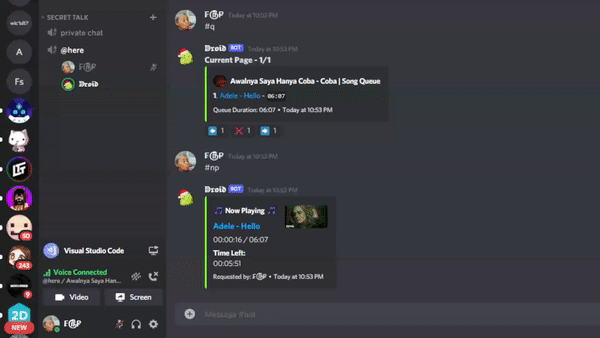 wic'txt?
A
Fs
50
243
9
2D
NEW
SECRET TALK
private chat
@here
F@P
Droid
Visual Studio Code
Voice Connected
@here / Awalnya Saya Han...
Video
Screen
F@P
F@P Today at 10:53 PM
#q
Droid BOT Today at 10:53 PM
Current Page - 1/1
Awalnya Saya Hanya Coba - Coba | Song Queue
1. Adele - Hello - 06:07
Queue Duration: 06:07 • Today at 10:53 PM
1 1 1
F@P Today at 10:53 PM
#np
Droid BOT Today at 10:53 PM
Now Playing
Adele - Hello
00:00:16 / 06:07
Time Left:
00:05:51
Requested by: F@P • Today at 10:53 PM
Message #bot